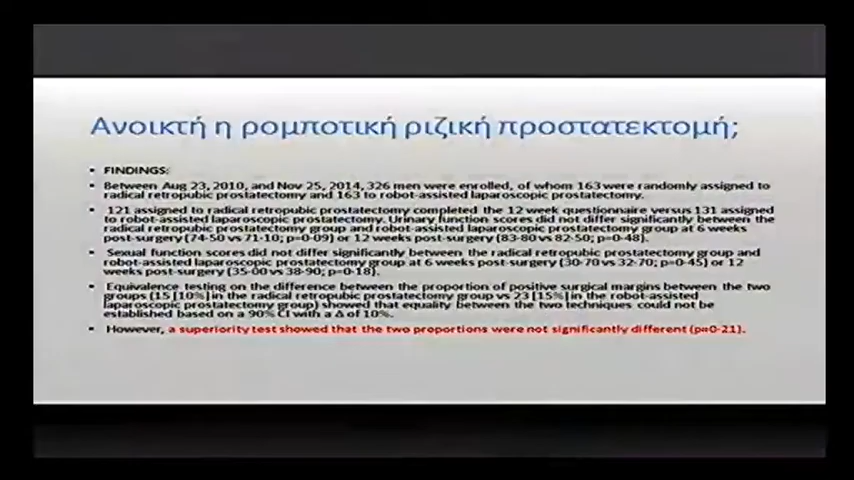 Ανοικτή η ρομποτική ριζική προστατεκτομή;
• FINDINGS:
• Between Aug 23, 2010, and Nov 25, 2014, 326 men were enrolled, of whom 163 were randomly assigned to
radical retropubic prostatectomy and 163 to robot-assisted laparoscopic prostatectomy.
• 121 assigned to radical retropubic prostatectomy completed the 12 week questionnaire versus 131 assigned
to robot-assisted laparoscopic prostatectomy. Urinary function scores did not differ significantly between the
radical retropubic prostatectomy group and robot-assisted laparoscopic prostatectomy group at 6 weeks
post-surgery (74·50 vs 71·10; p=0·09) or 12 weeks post-surgery (83·80 vs 82·50; p=0·48).
• Sexual function scores did not differ significantly between the radical retropubic prostatectomy group and
robot-assisted laparoscopic prostatectomy group at 6 weeks post-surgery (30·70 vs 32·70; p=0·45) or 12
weeks post-surgery (35·00 vs 38·90; p=0·18).
• Equivalence testing on the difference between the proportion of positive surgical margins between the two
groups (15 [10%] in the radical retropubic prostatectomy group vs 23 [15%] in the robot-assisted
laparoscopic prostatectomy group) showed that equality between the two techniques could not be
established based on a 90% CI with a Δ of 10%.
• However, a superiority test showed that the two proportions were not significantly different (p=0·21).